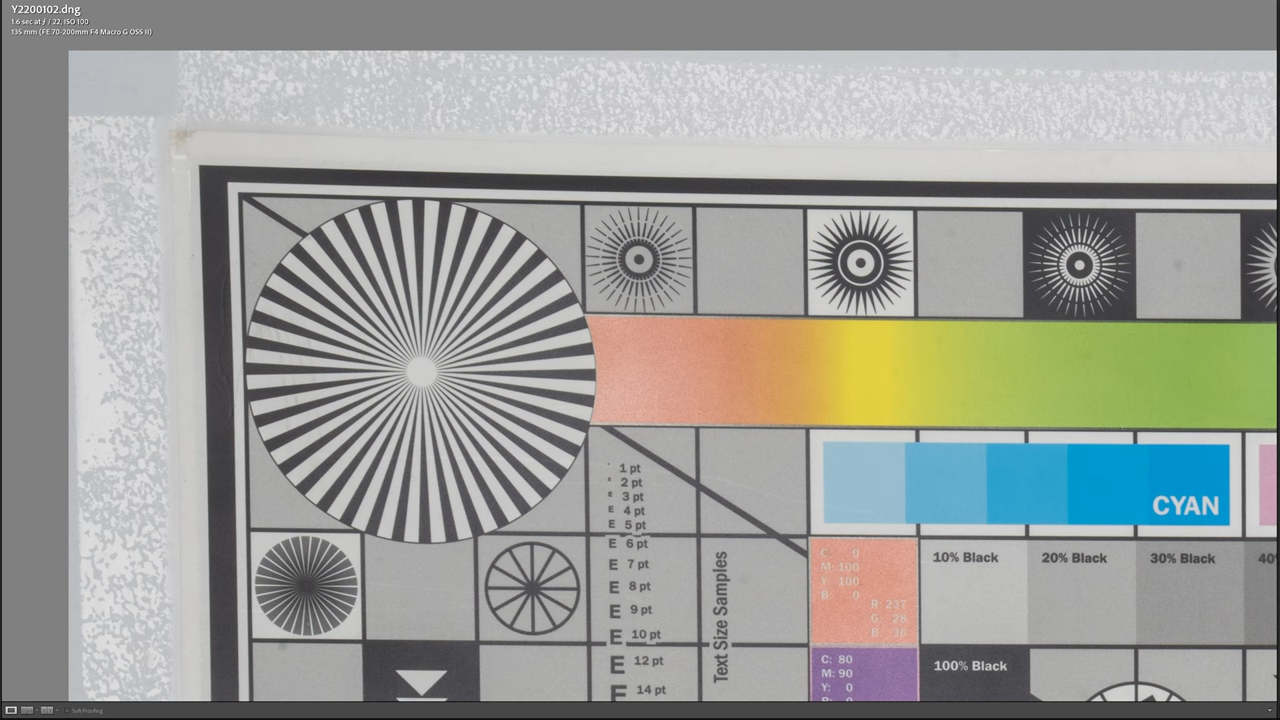 Y2200102.dng
1.6 sec at ƒ / 22, ISO 100
135 mm (FE 70-200mm F4 Macro G OSS II)
1 pt
2 pt
E 3 pt
E 4 pt
E 5 pt
E 6 pt
E 7 pt
E 8 pt
E 9 pt
E 10 pt
E 12 pt
E 14 pt
Text Size Samples
CYAN
C: 0
M: 100
Y: 100
B: 0
R: 237
G: 28
B: 36
10% Black
20% Black
30% Black
C: 80
M: 90
Y: 0
100% Black
Soft Proofing